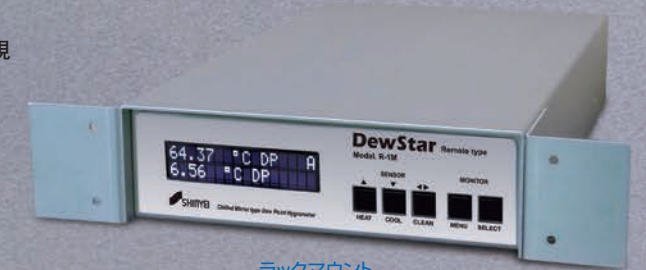 観
64.37 °C DP A
6.56 °C DP
DewStar Remote type
Model. R-1M
SENSOR MONITOR
▲ ▼ ◀▶
HEAT COOL CLEAN MENU SELECT
SHINYEI Chilled Mirror type Dew Point Hygrometer
ラックマウント